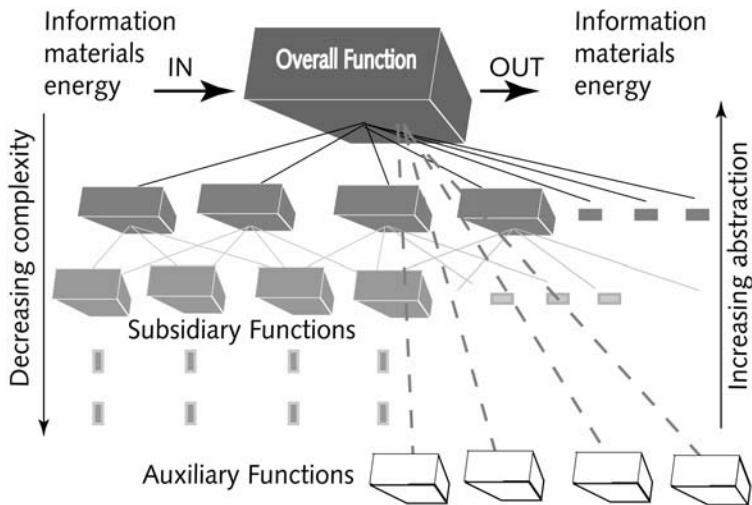 Information
materials
energy
IN
Overall Function
OUT
Information
materials
energy
Decreasing complexity
Increasing abstraction
Subsidiary Functions
Auxiliary Functions